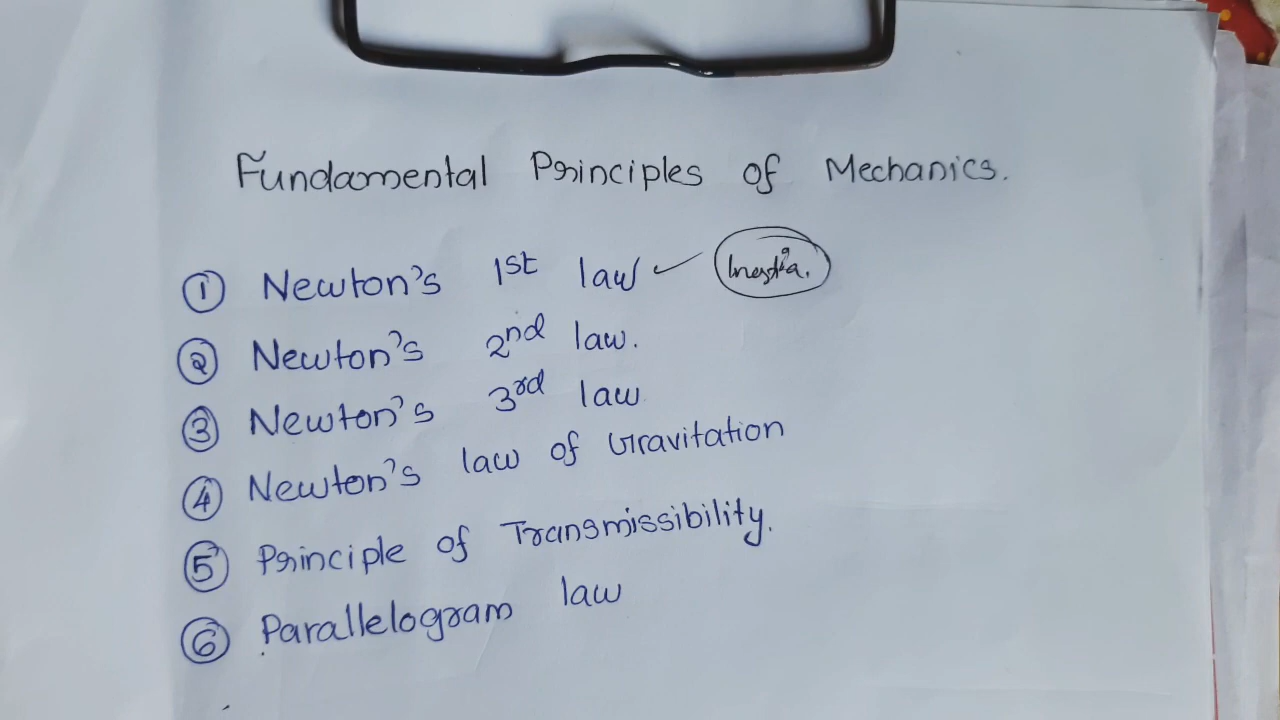 Fundamental Principles of Mechanics.
① Newton's 1st law ✓ Inertia.
② Newton's 2nd law.
③ Newton's 3rd law
④ Newton's law of Gravitation
⑤ Principle of Transmissibility.
⑥ Parallelogram law